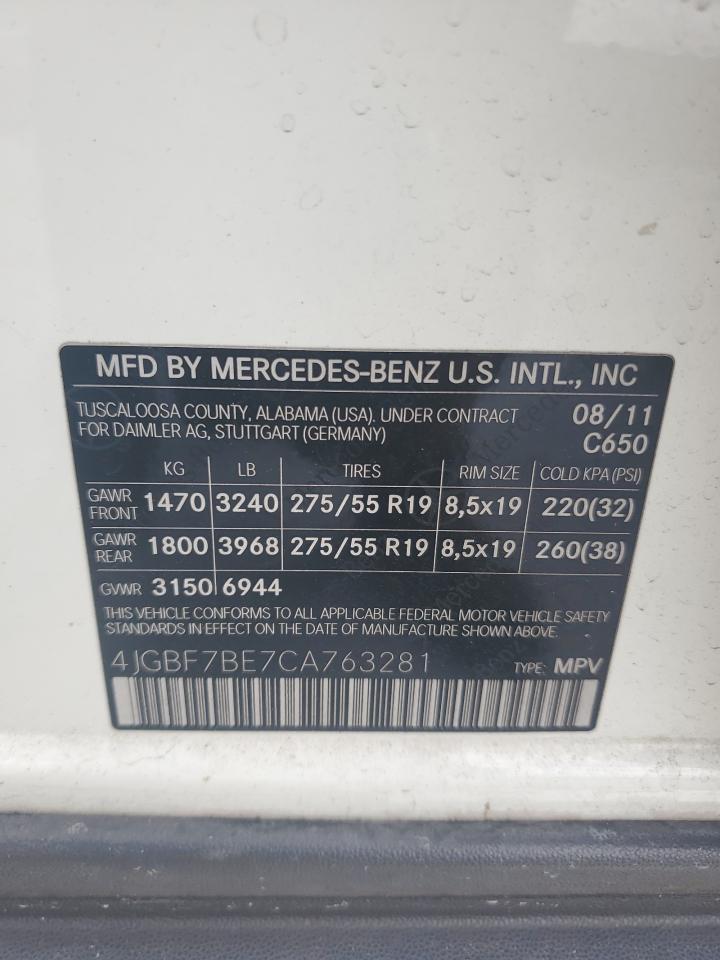 MFD BY MERCEDES-BENZ U.S. INTL., INC
TUSCALOOSA COUNTY, ALABAMA (USA). UNDER CONTRACT 08/11
FOR DAIMLER AG, STUTTGART (GERMANY) C650
KG LB TIRES RIM SIZE COLD KPA (PSI)
GAWR FRONT 1470 3240 275/55 R19 8,5x19 220(32)
GAWR REAR 1800 3968 275/55 R19 8,5x19 260(38)
GVWR 3150 6944
THIS VEHICLE CONFORMS TO ALL APPLICABLE FEDERAL MOTOR VEHICLE SAFETY
STANDARDS IN EFFECT ON THE DATE OF MANUFACTURE SHOWN ABOVE.
4JGBF7BE7CA763281 TYPE: MPV